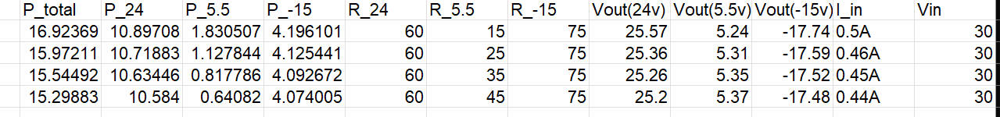 P_total P_24 P_5.5 P_-15 R_24 R_5.5 R_-15 Vout(24v) Vout(5.5v) Vout(-15v) I_in Vin
16.92369 10.89708 1.830507 4.196101 60 15 75 25.57 5.24 -17.74 0.5A 30
15.97211 10.71883 1.127844 4.125441 60 25 75 25.36 5.31 -17.59 0.46A 30
15.54492 10.63446 0.817786 4.092672 60 35 75 25.26 5.35 -17.52 0.45A 30
15.29883 10.584 0.64082 4.074005 60 45 75 25.2 5.37 -17.48 0.44A 30